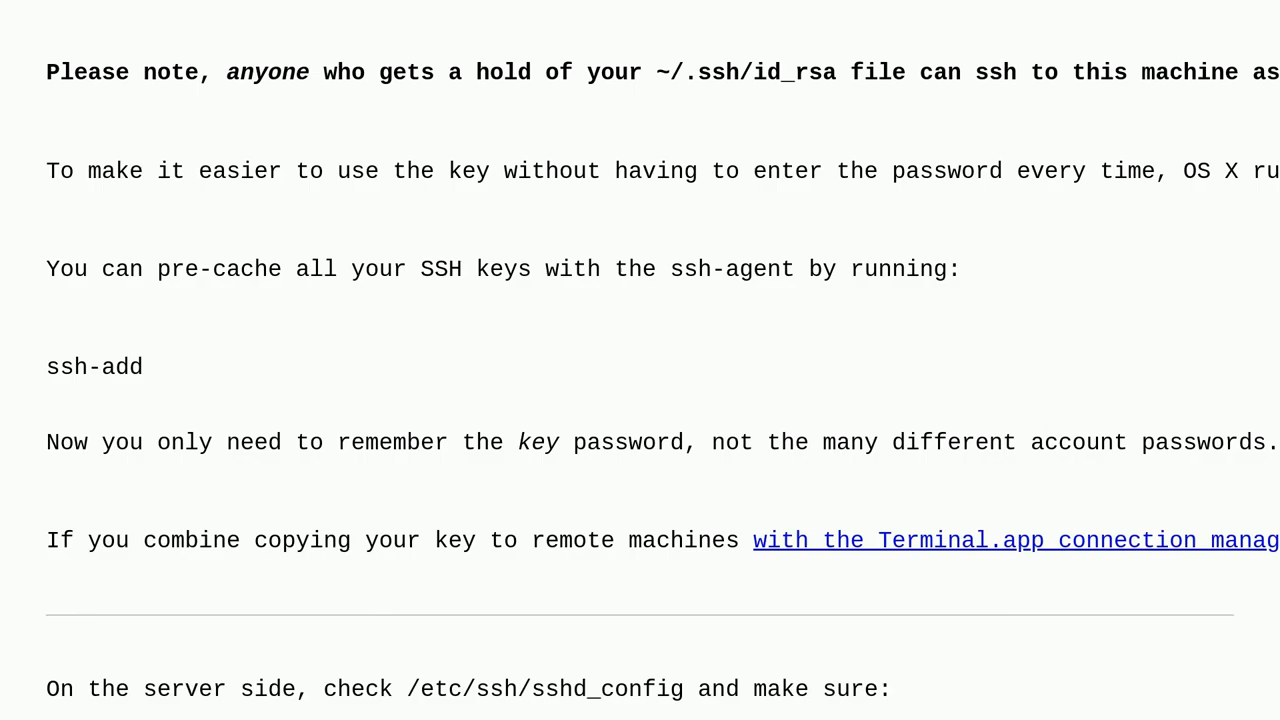 Please note, anyone who gets a hold of your ~/.ssh/id_rsa file can ssh to this machine as
To make it easier to use the key without having to enter the password every time, OS X ru
You can pre-cache all your SSH keys with the ssh-agent by running:
ssh-add
Now you only need to remember the key password, not the many different account passwords.
If you combine copying your key to remote machines with the Terminal.app connection manag
On the server side, check /etc/ssh/sshd_config and make sure: